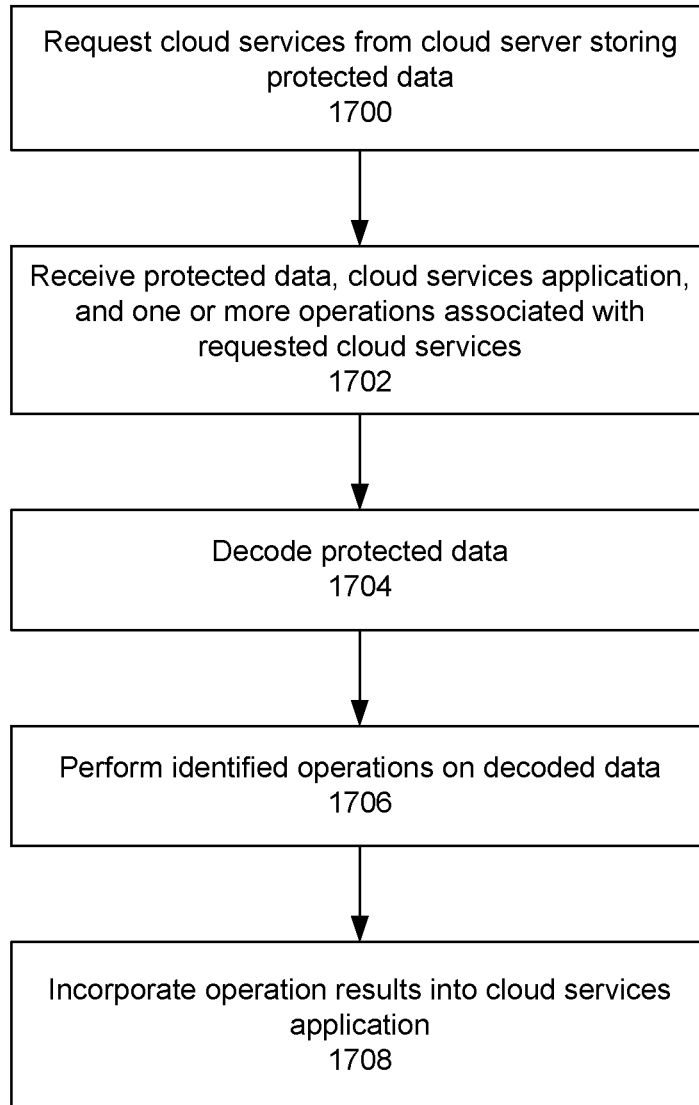 Request cloud services from cloud server storing
protected data
1700
Receive protected data, cloud services application,
and one or more operations associated with
requested cloud services
1702
Decode protected data
1704
Perform identified operations on decoded data
1706
Incorporate operation results into cloud services
application
1708